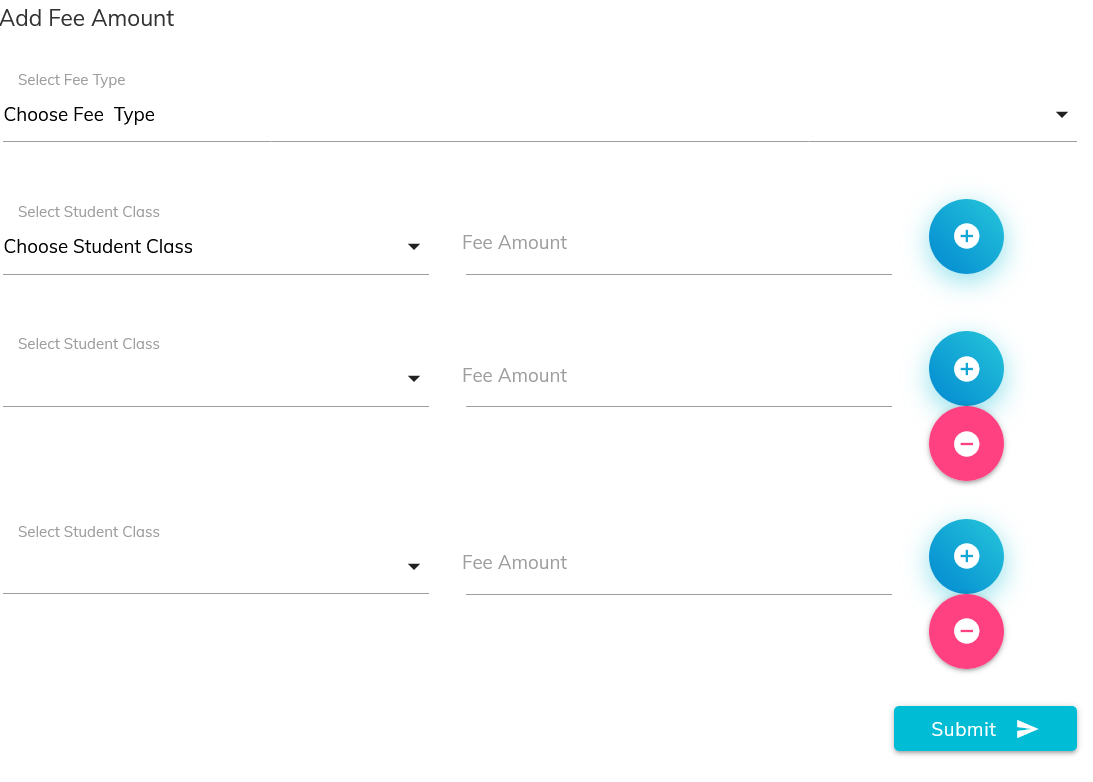 Add Fee Amount
Select Fee Type
Choose Fee  Type
Select Student Class
Choose Student Class
Fee Amount
Select Student Class
Fee Amount
Select Student Class
Fee Amount
Submit